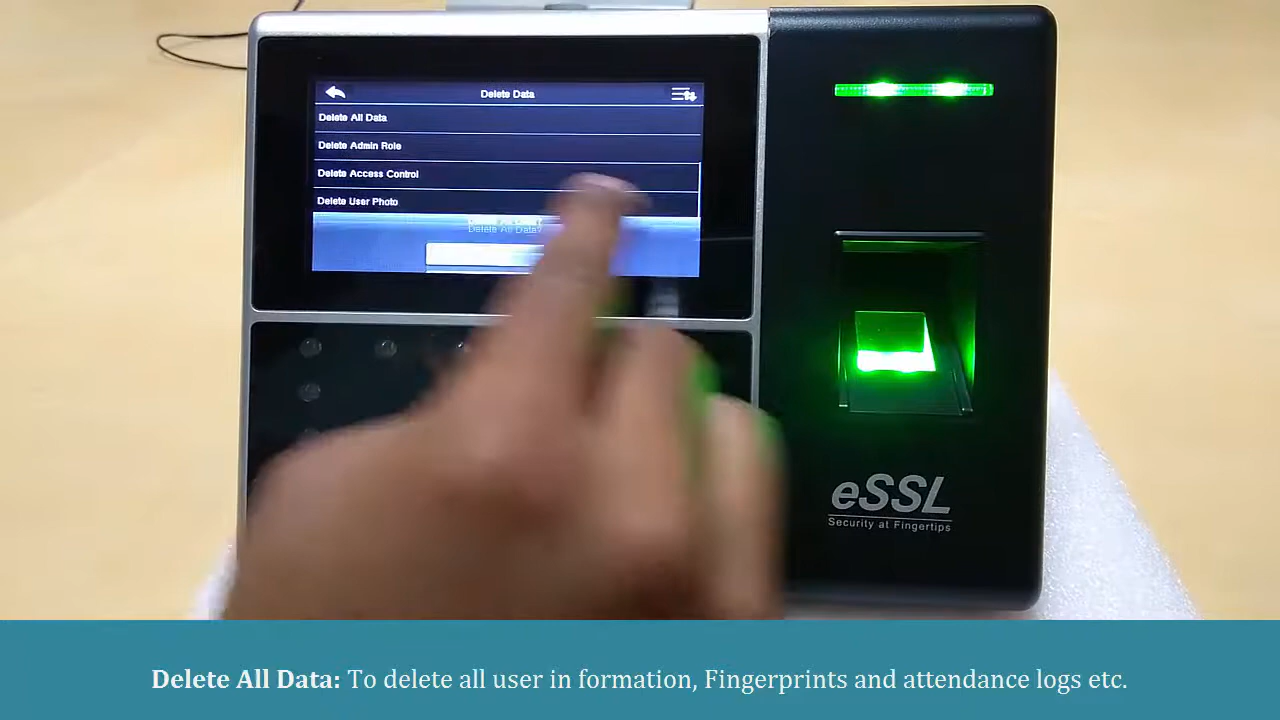 Delete Data
Delete All Data
Delete Admin Role
Delete Access Control
Delete User Photo
Delete All Data?
eSSL
Security at Fingertips
Delete All Data: To delete all user in formation, Fingerprints and attendance logs etc.